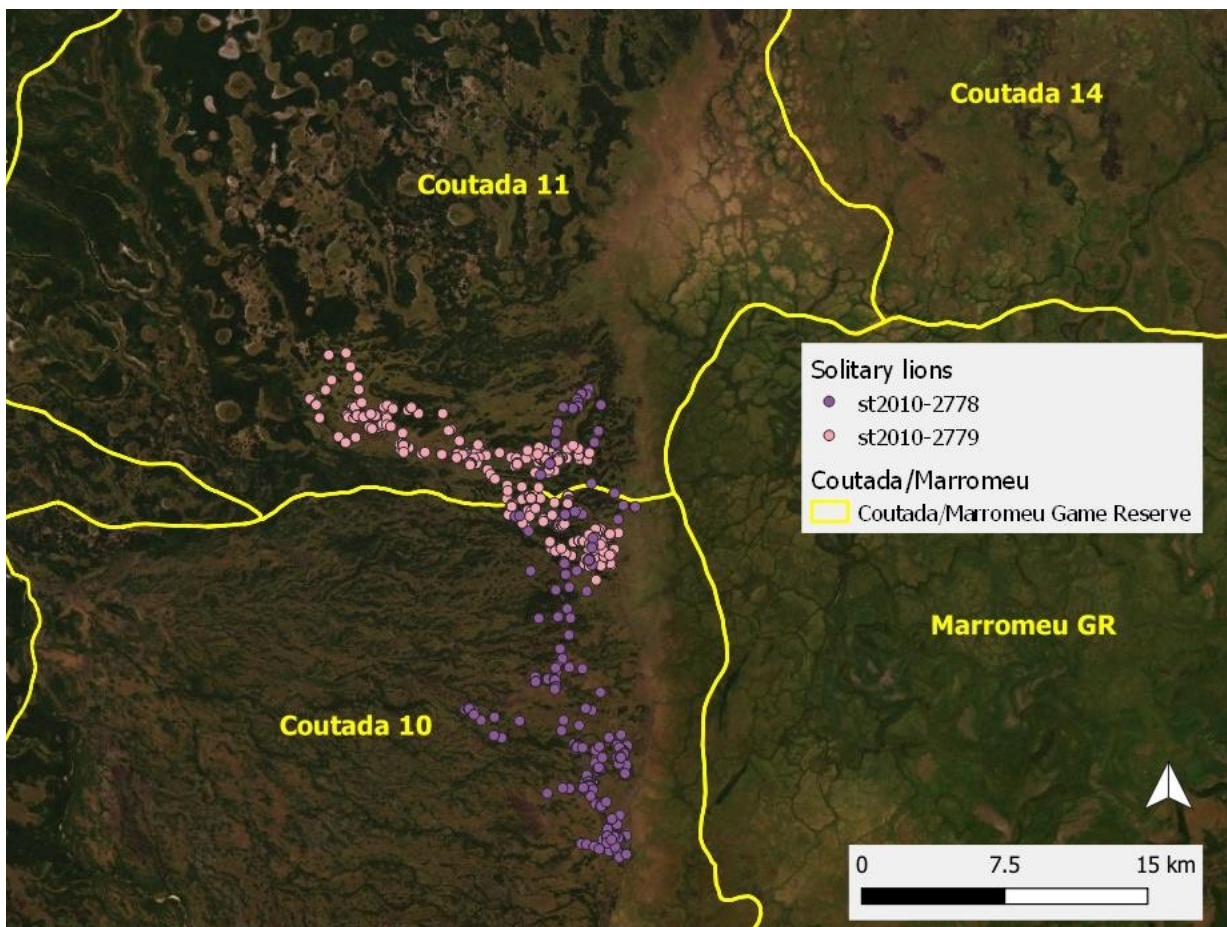 Coutada 14
Coutada 11
Solitary lions
st2010-2778
st2010-2779
Coutada/Marromeu
Coutada/Marromeu Game Reserve
Marromeu GR
Coutada 10
0 7.5 15 km